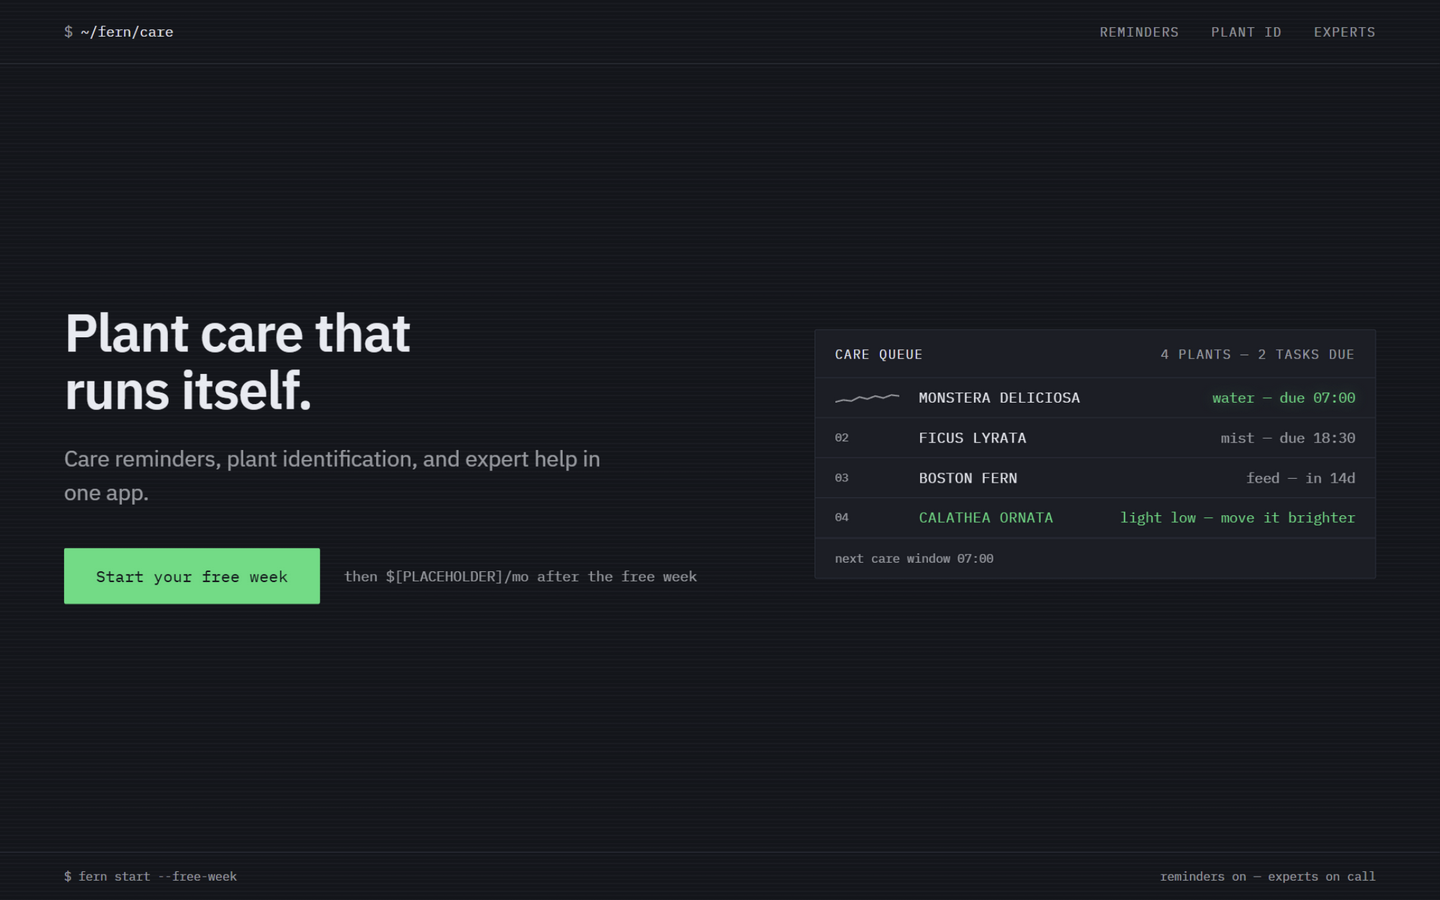 $ ~/fern/care
REMINDERS PLANT ID EXPERTS
Plant care that
runs itself.
Care reminders, plant identification, and expert help in
one app.
Start your free week
then $[PLACEHOLDER]/mo after the free week
CARE QUEUE 4 PLANTS — 2 TASKS DUE
MONSTERA DELICIOSA water — due 07:00
02 FICUS LYRATA mist — due 18:30
03 BOSTON FERN feed — in 14d
04 CALATHEA ORNATA light low — move it brighter
next care window 07:00
$ fern start --free-week
reminders on — experts on call